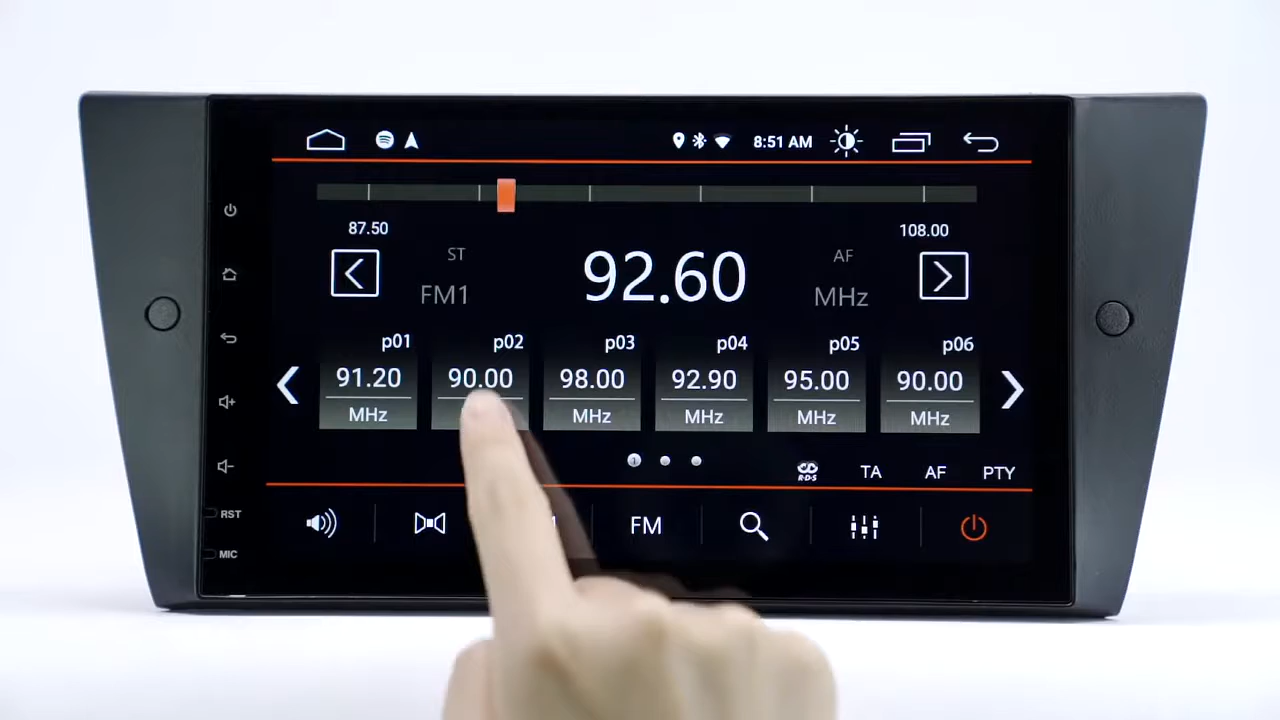 8:51 AM
87.50
108.00
ST
92.60
AF
FM1
MHz
p01
p02
p03
p04
p05
p06
91.20
90.00
98.00
92.90
95.00
90.00
MHz
MHz
MHz
MHz
MHz
1
R·D·S
TA
AF
PTY
RST
FM
MIC